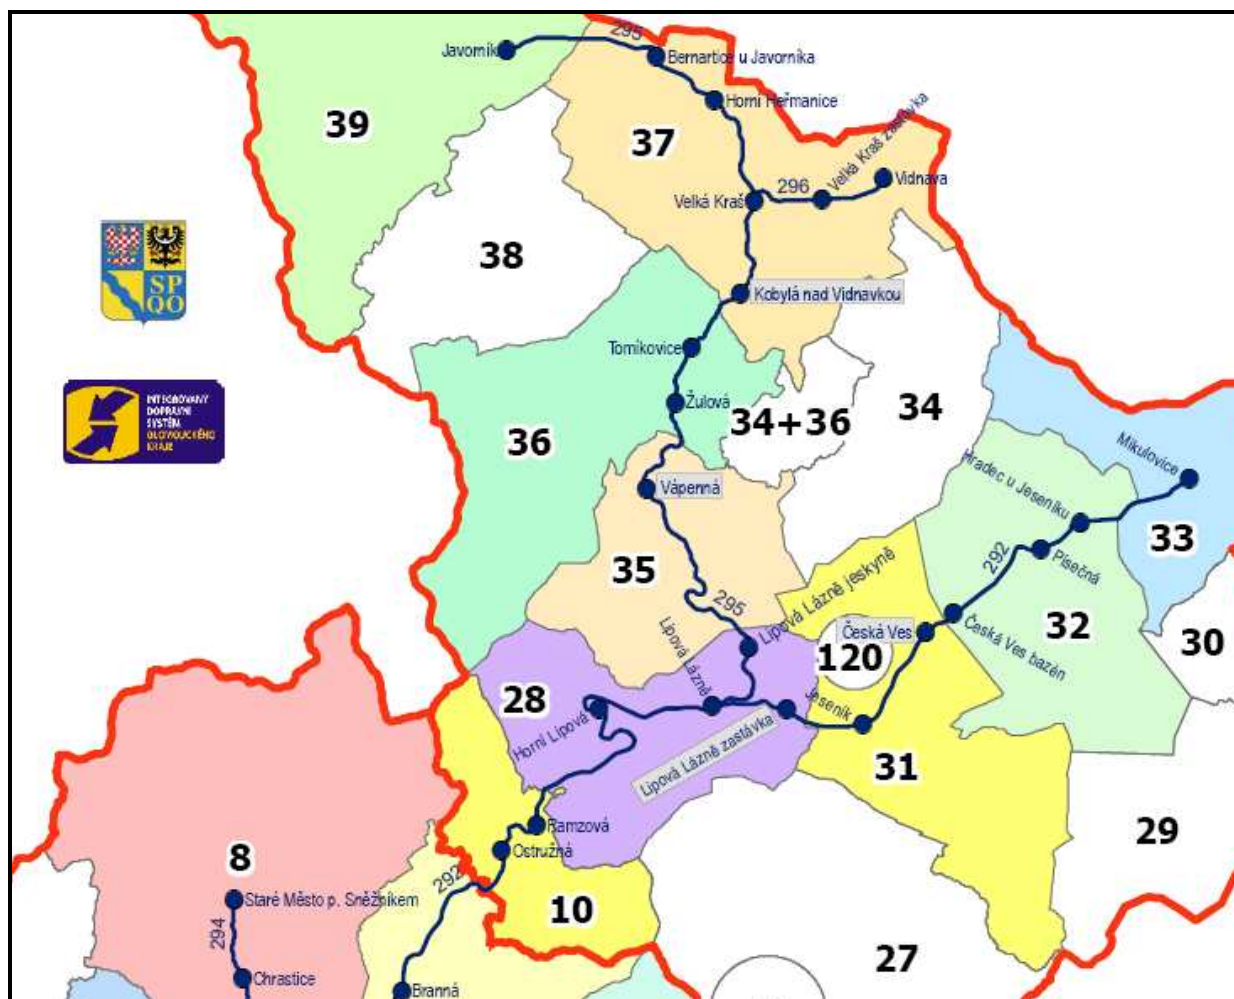 295
Javorník
Bernartice u Javorníka
Horní Heřmanice
39
37
Velká Kraš zastávka
296
Vidnava
Velká Kraš
38
SP
QO
Kobylá nad Vidnavkou
Tomíkovice
INTEGROVANÝ
DOPRAVNÍ
SYSTÉM
OLOMOUCKÉHO
KRAJE
Žulová
34+36
34
36
Mikulovice
Hradec u Jeseníku
Vápenná
33
292
Písečná
35
295
Lipová Lázně jeskyně
Lipová Lázně
Česká Ves
Česká Ves bazén
32
30
120
28
Horní Lipová
Jeseník
Lipová Lázně zastávka
31
Ramzová
29
Ostružná
8
292
Staré Město p. Sněžníkem
10
294
27
Chrastice
Branná